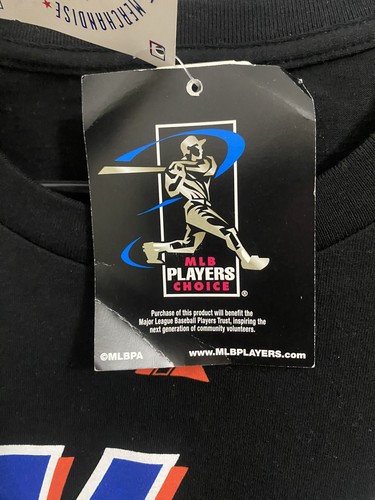 MERCHANDISE
MLB
PLAYERS
CHOICE
®
Purchase of this product will benefit the
Major League Baseball Players Trust, inspiring the
next generation of community volunteers.
©MLBPA
www.MLBPLAYERS.com